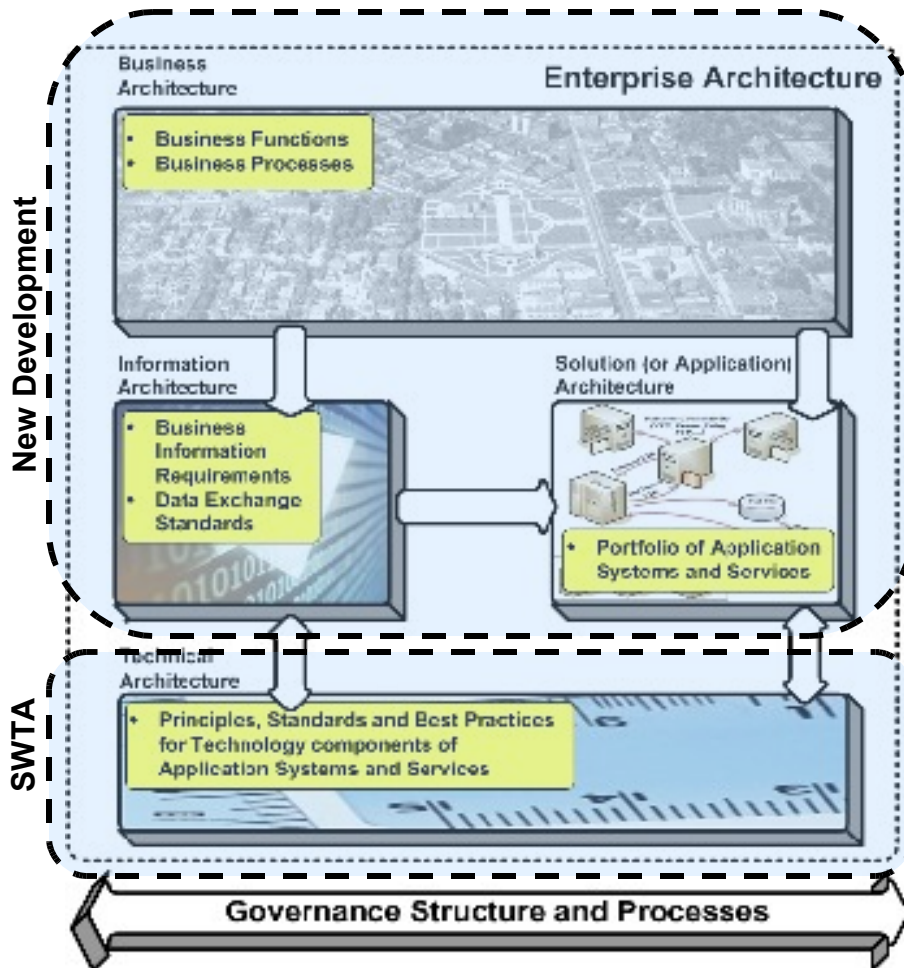 Business
Architecture
Enterprise Architecture
• Business Functions
• Business Processes
New Development
Information
Architecture
Solution (or Application)
Architecture
• Business
Information
Requirements
• Data Exchange
Standards
• Portfolio of Application
Systems and Services
SWTA
Technical
Architecture
• Principles, Standards and Best Practices
for Technology components of
Application Systems and Services
Governance Structure and Processes